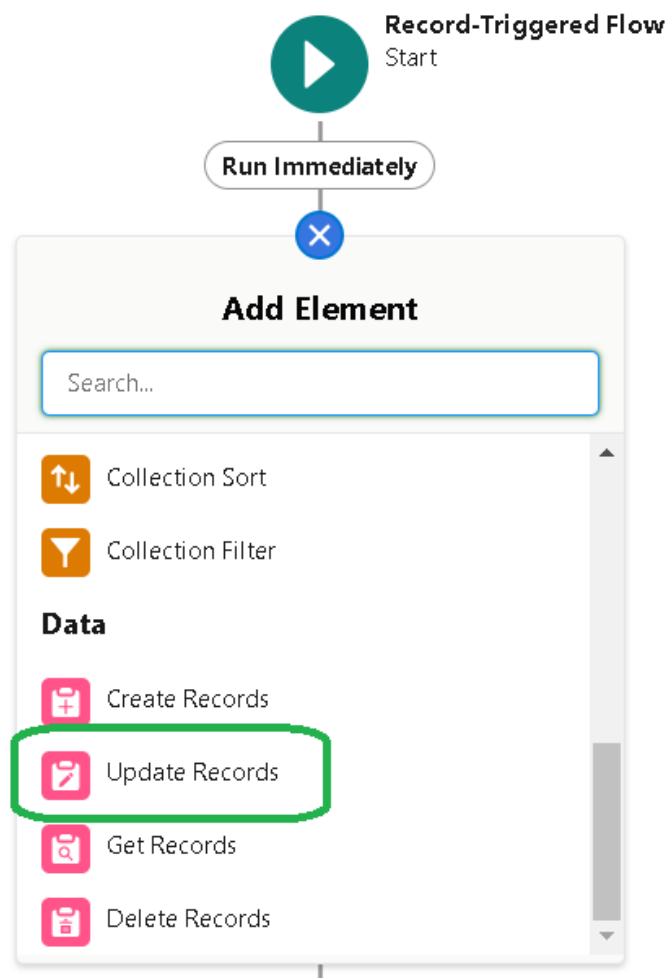 Record-Triggered Flow
Start
Run Immediately
Add Element
Search...
Collection Sort
Collection Filter
Data
Create Records
Update Records
Get Records
Delete Records